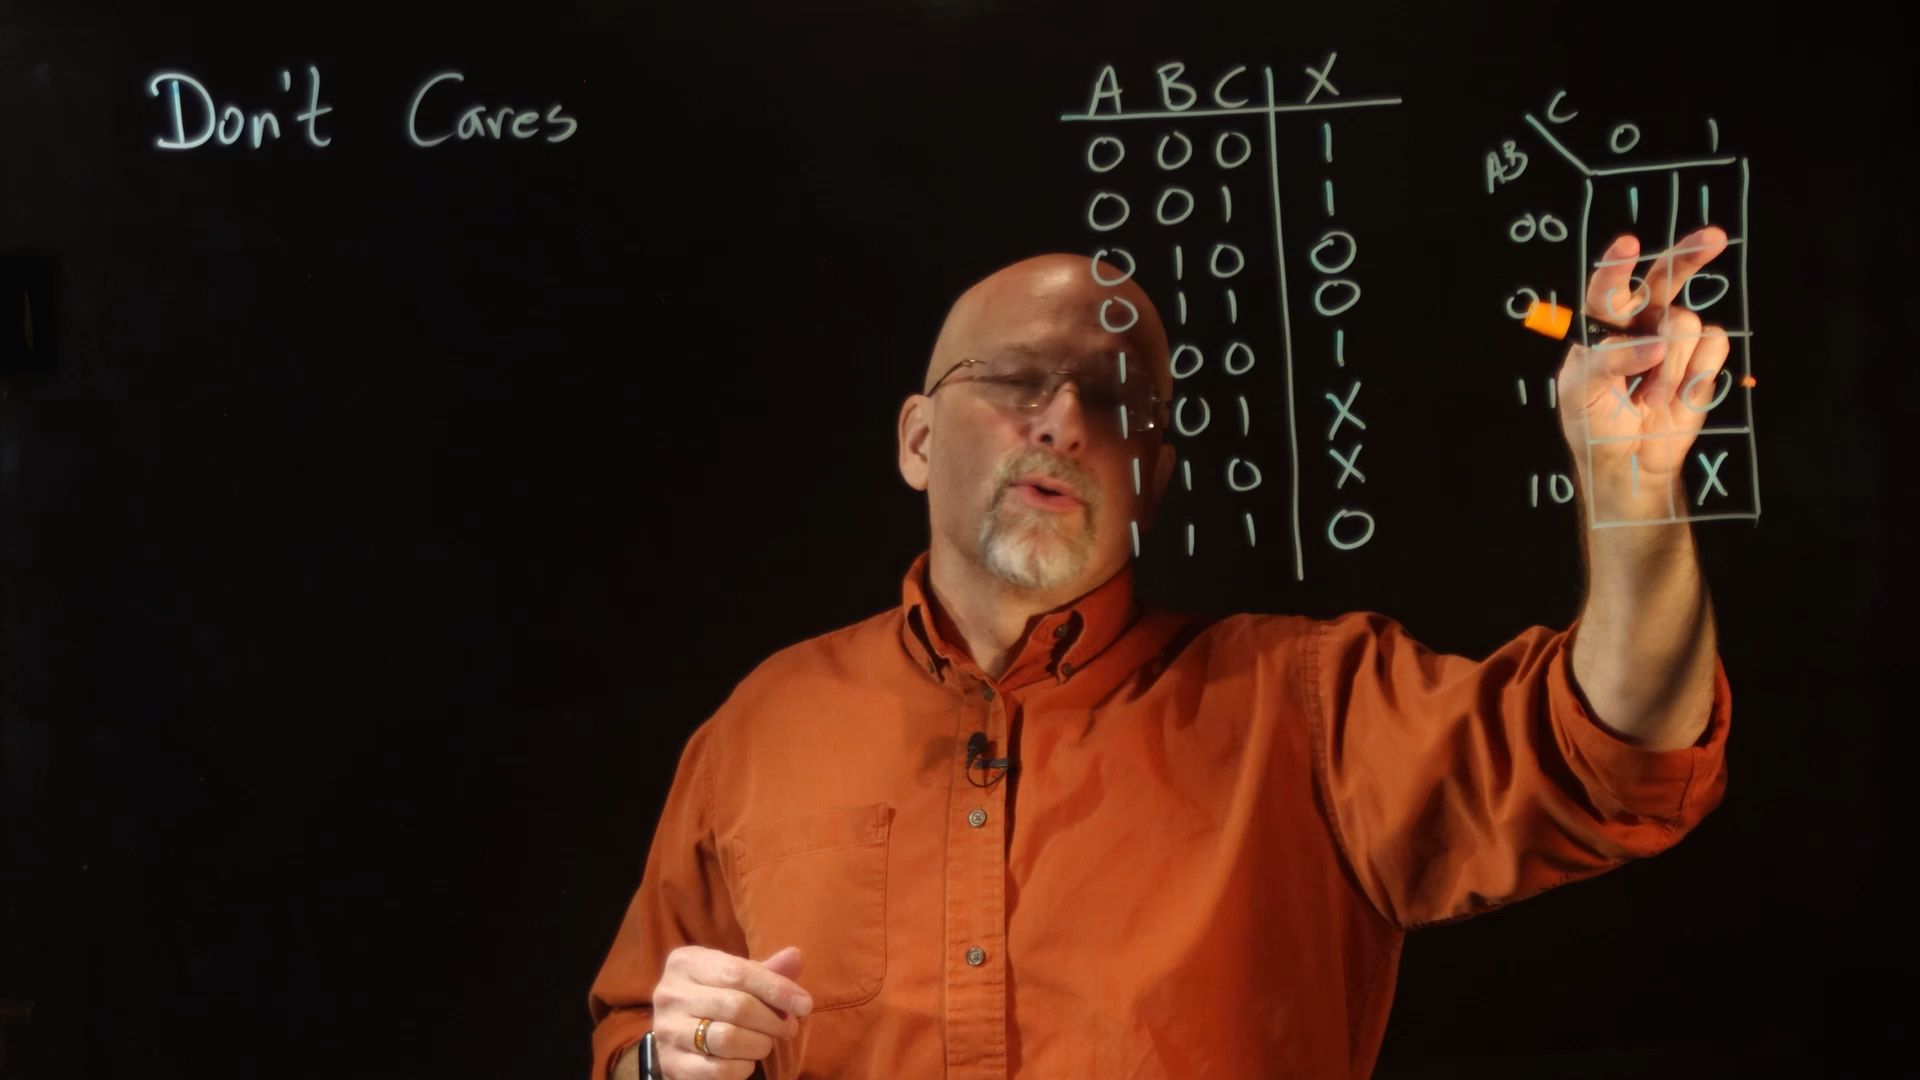 Don't Cares
A B C X
0 0 0 1
0 0 1 1
0 1 0 0
0 1 1 0
1 0 0 1
1 0 1 X
1 1 0 X
1 1 1 0
C
AB 0 1
00 1 1
01 0 0
11 X 0
10 1 X